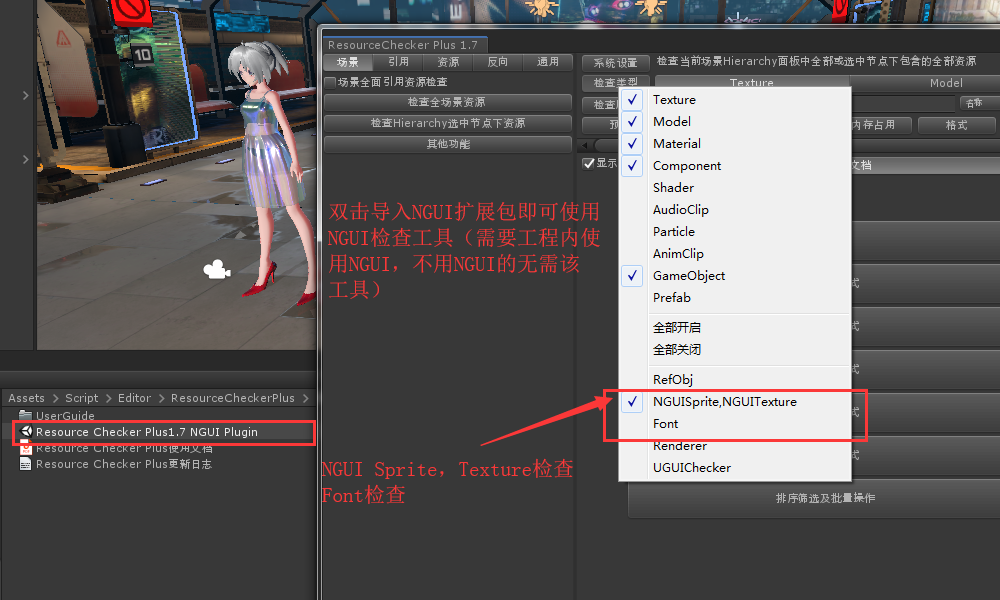 10
ResourceChecker Plus 1.7
场景 引用 资源 反向 通用
场景全面引用资源检查
检查全场景资源
检查Hierarchy选中节点下资源
其他功能
系统设置 检查当前场景Hierarchy面板中全部或选中节点下包含的全部资源
检查类型 Texture Model
名称
内存占用 格式
显示
文档
Texture
Model
Material
Component
Shader
AudioClip
Particle
AnimClip
GameObject
Prefab
全部开启
全部关闭
RefObj
NGUISprite,NGUITexture
Font
Renderer
UGUIChecker
排序筛选及批量操作
双击导入NGUI扩展包即可使用
NGUI检查工具（需要工程内使
用NGUI，不用NGUI的无需该
工具）
NGUI Sprite，Texture检查
Font检查
Assets > Script > Editor > ResourceCheckerPlus >
UserGuide
Resource Checker Plus1.7 NGUI Plugin
Resource Checker Plus使用文档
Resource Checker Plus更新日志